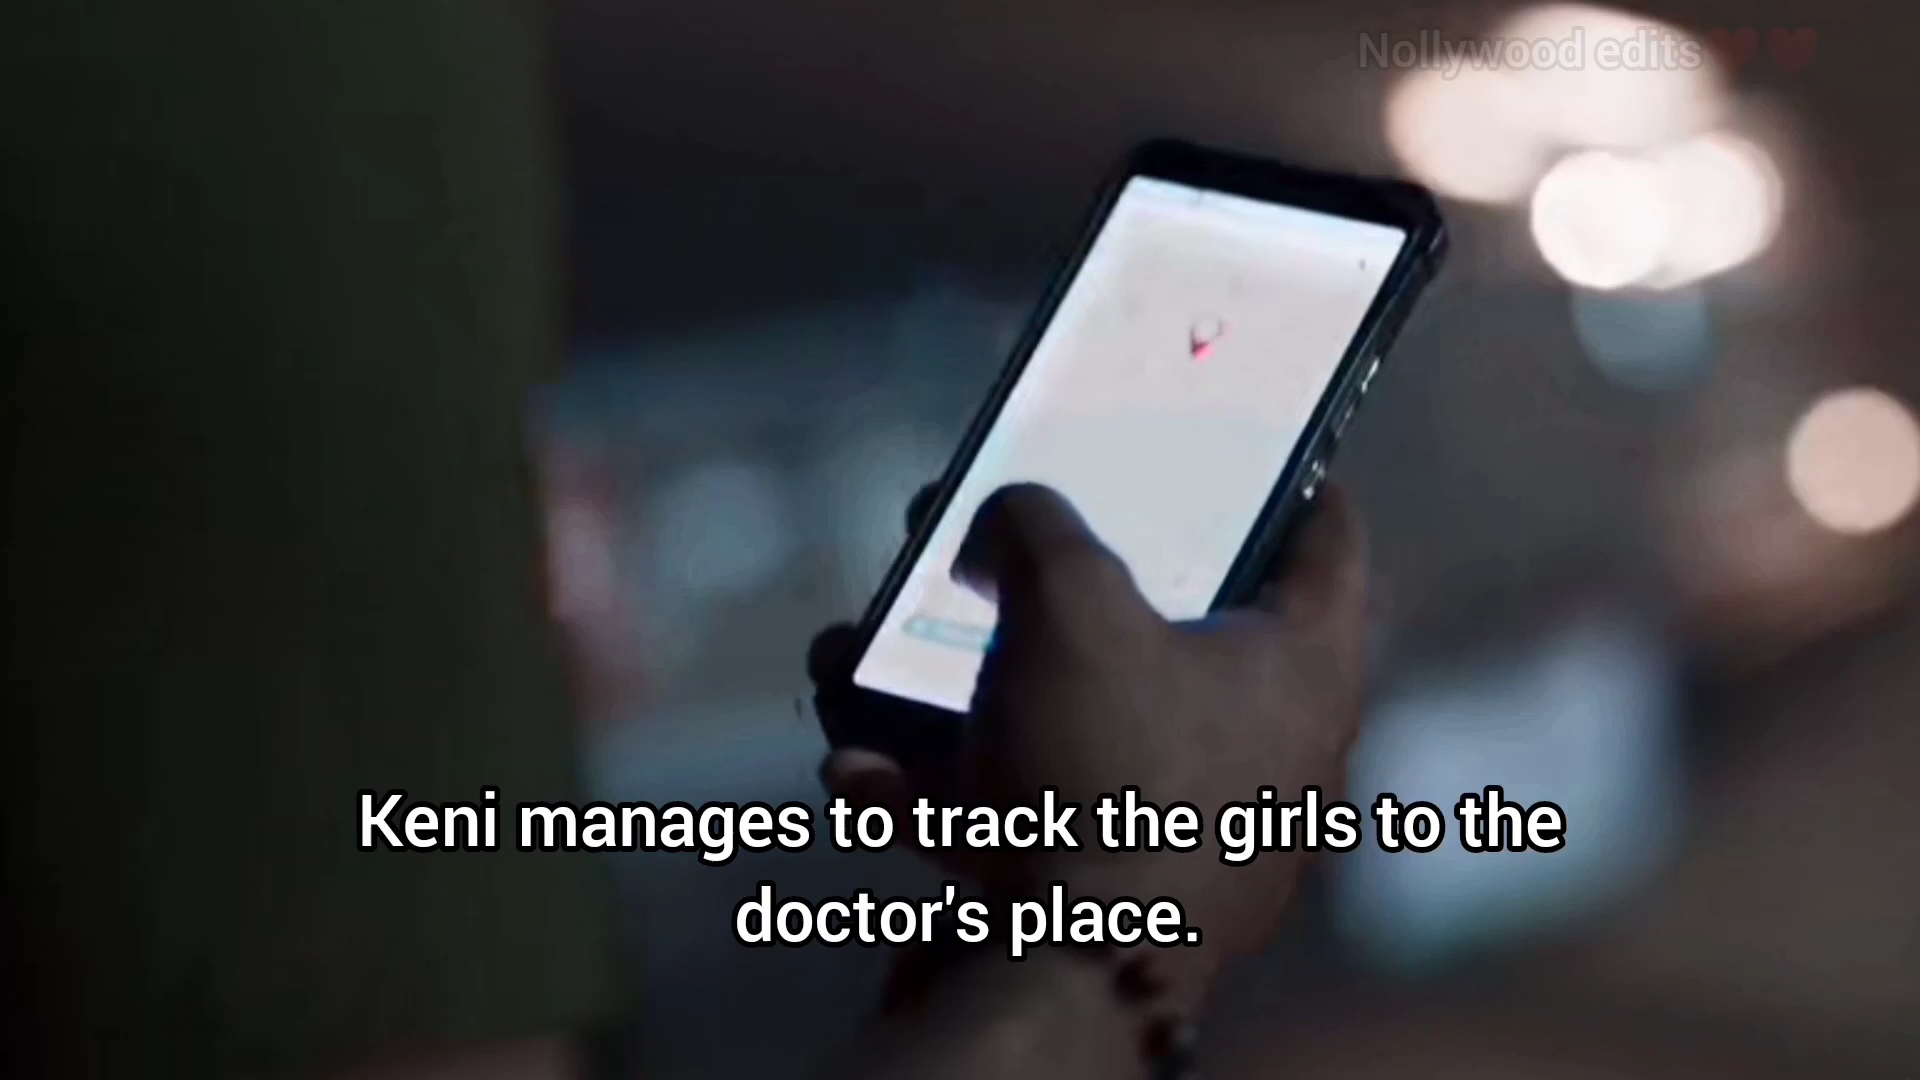 Nollywood edits
Keni manages to track the girls to the
doctor's place.